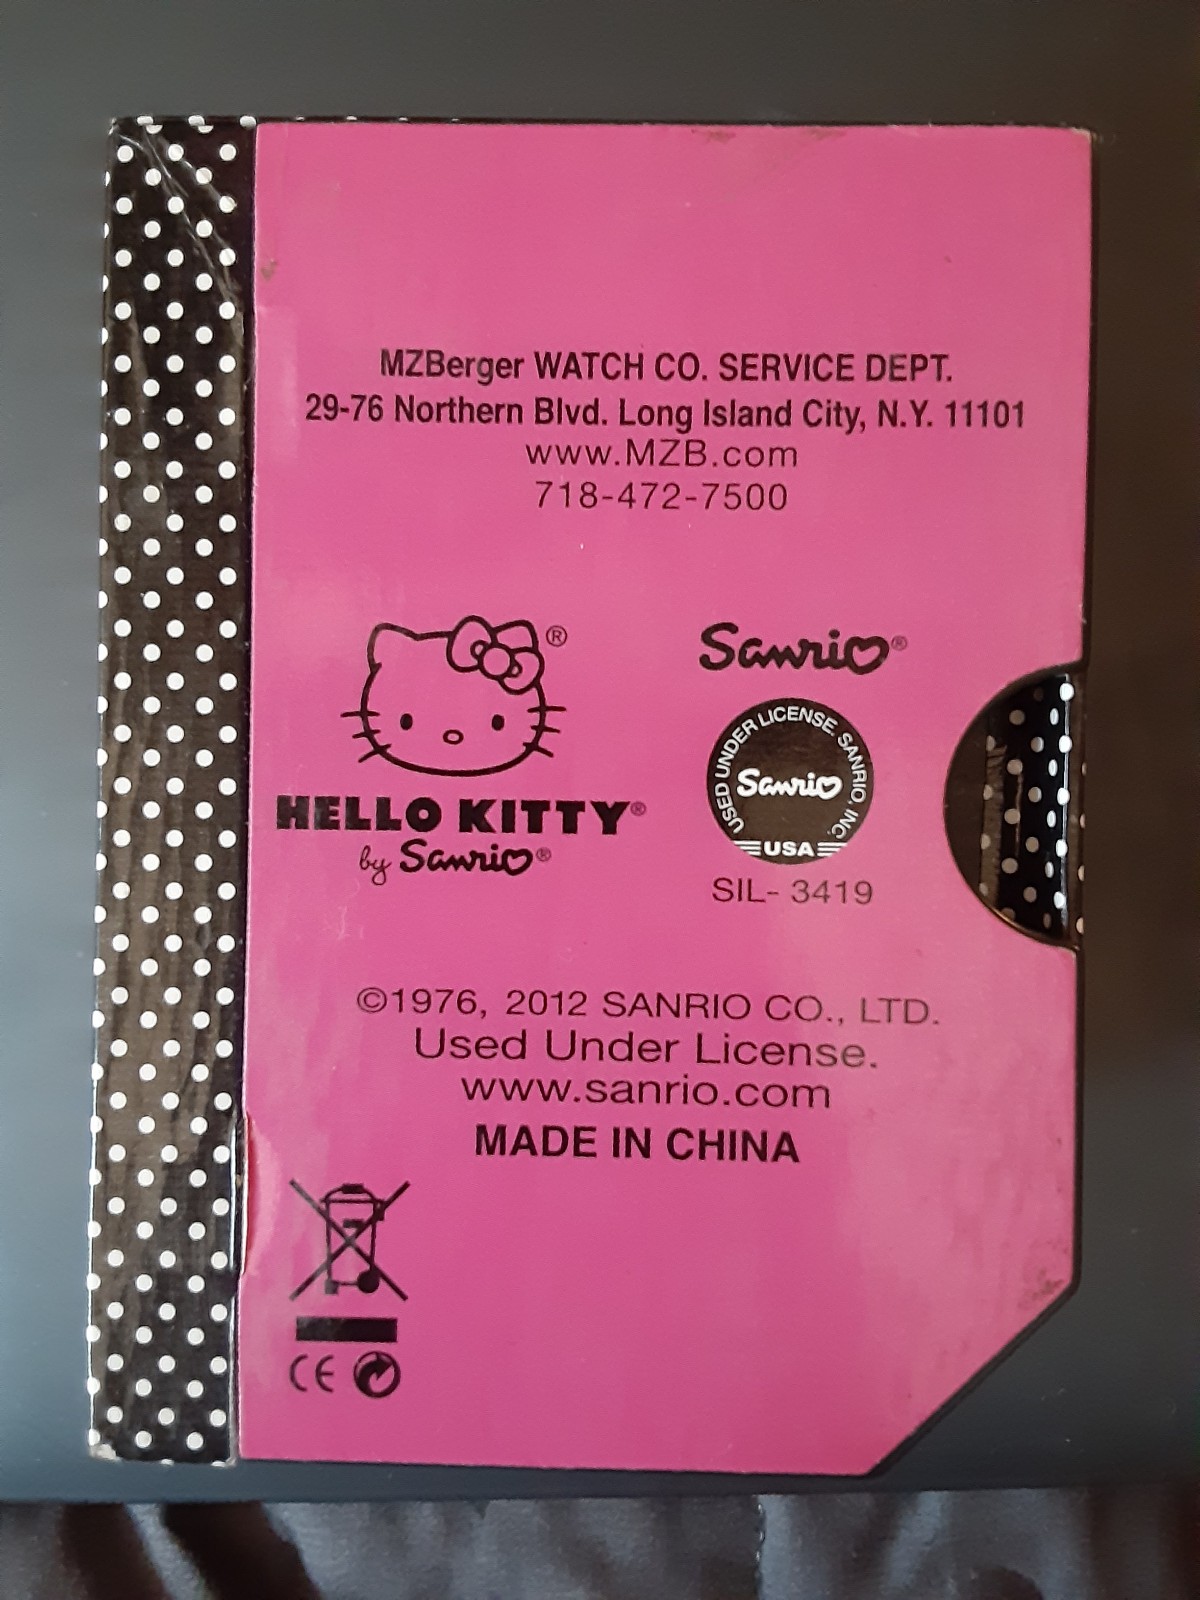 MZBerger WATCH CO. SERVICE DEPT.
29-76 Northern Blvd. Long Island City, N.Y. 11101
www.MZB.com
718-472-7500
®
HELLO KITTY®
by Sanrio®
Sanrio®
USED UNDER LICENSE. SANRIO, INC.
Sanrio
USA
SIL- 3419
©1976, 2012 SANRIO CO., LTD.
Used Under License.
www.sanrio.com
MADE IN CHINA
CE